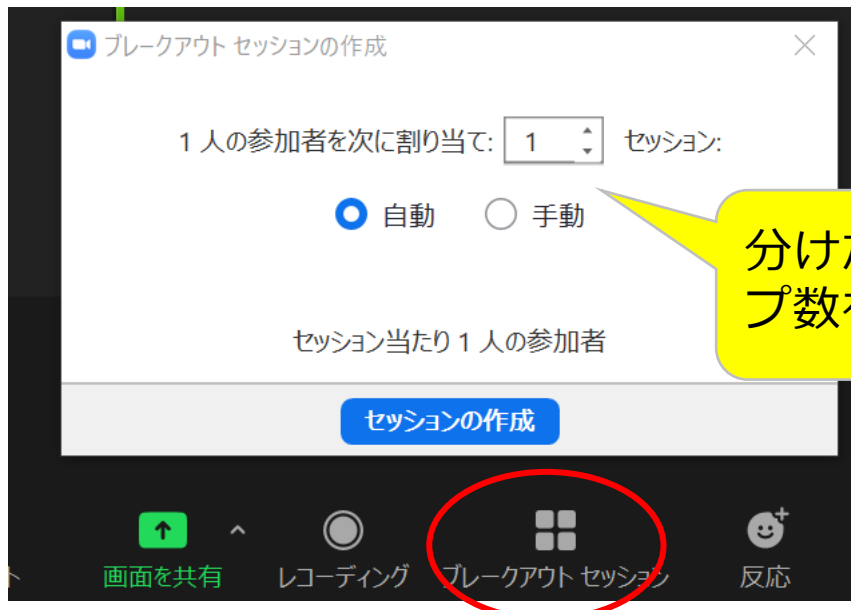 ブレークアウト セッションの作成
1 人の参加者を次に割り当て: 1 セッション:
自動 手動
分けた
プ数を
セッション当たり 1 人の参加者
セッションの作成
ト 画面を共有 レコーディング ブレークアウト セッション 反応